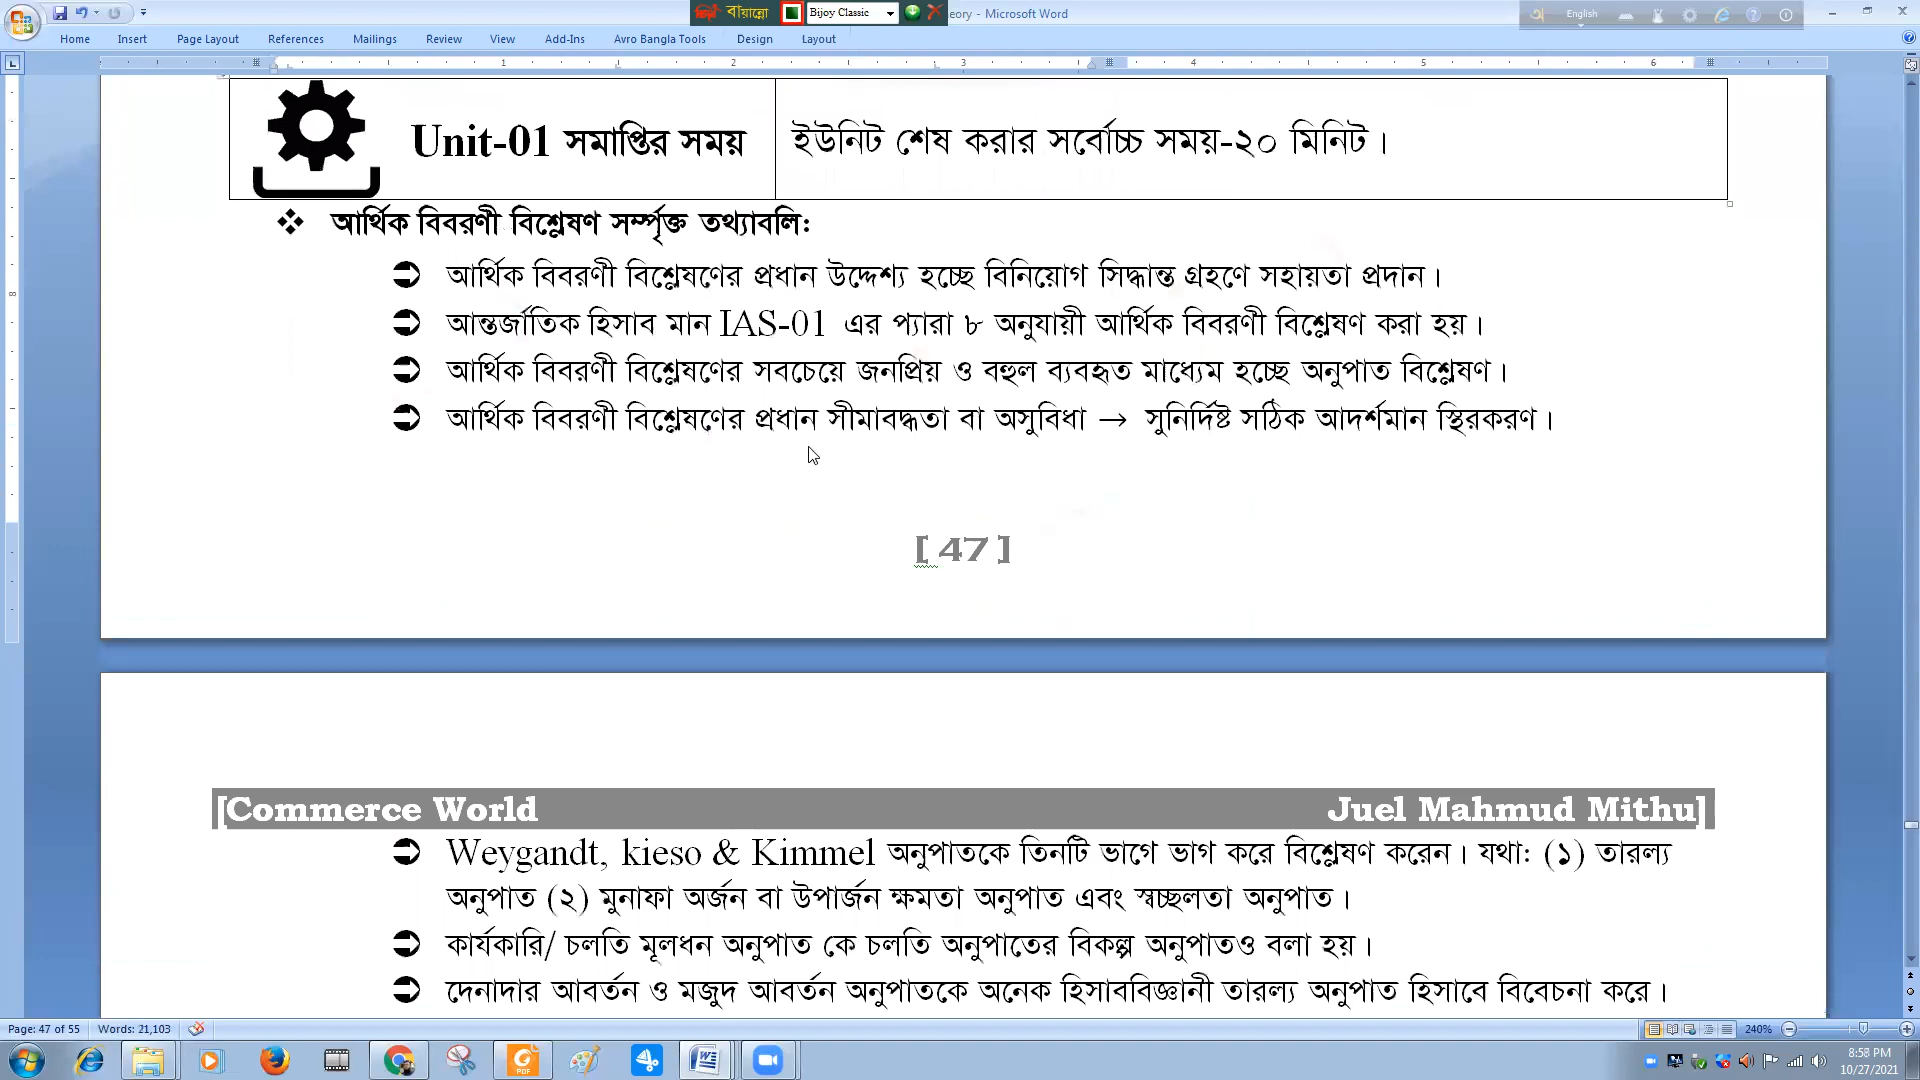 বায়ান্নো Bijoy Classic eory - Microsoft Word English
Home Insert Page Layout References Mailings Review View Add-Ins Avro Bangla Tools Design Layout
1 2 3 4 5 6
Unit-01 সমাপ্তির সময় ইউনিট শেষ করার সর্বোচ্চ সময়-২০ মিনিট।
আর্থিক বিবরণী বিশ্লেষণ সর্ম্পৃক্ত তথ্যাবলি:
আর্থিক বিবরণী বিশ্লেষণের প্রধান উদ্দেশ্য হচ্ছে বিনিয়োগ সিদ্ধান্ত গ্রহণে সহায়তা প্রদান।
আন্তর্জাতিক হিসাব মান IAS-01 এর প্যারা ৮ অনুযায়ী আর্থিক বিবরণী বিশ্লেষণ করা হয়।
আর্থিক বিবরণী বিশ্লেষণের সবচেয়ে জনপ্রিয় ও বহুল ব্যবহৃত মাধ্যেম হচ্ছে অনুপাত বিশ্লেষণ।
আর্থিক বিবরণী বিশ্লেষণের প্রধান সীমাবদ্ধতা বা অসুবিধা → সুনির্দিষ্ট সঠিক আদর্শমান স্থিরকরণ।
[ 47 ]
[Commerce World Juel Mahmud Mithu]
Weygandt, kieso & Kimmel অনুপাতকে তিনটি ভাগে ভাগ করে বিশ্লেষণ করেন। যথা: (১) তারল্য
অনুপাত (২) মুনাফা অর্জন বা উপার্জন ক্ষমতা অনুপাত এবং স্বচ্ছলতা অনুপাত।
কার্যকারি/ চলতি মূলধন অনুপাত কে চলতি অনুপাতের বিকল্প অনুপাতও বলা হয়।
দেনাদার আবর্তন ও মজুদ আবর্তন অনুপাতকে অনেক হিসাববিজ্ঞানী তারল্য অনুপাত হিসাবে বিবেচনা করে।
Page: 47 of 55 Words: 21,103 240%
8:58 PM
10/27/2021